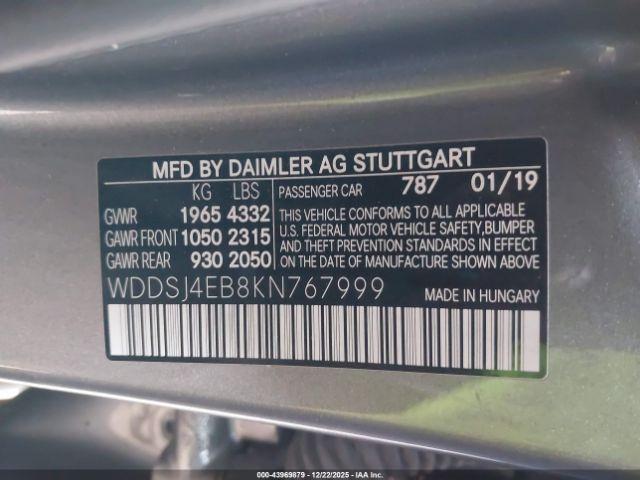 MFD BY DAIMLER AG STUTTGART
KG LBS PASSENGER CAR 787 01/19
GVWR 1965 4332 THIS VEHICLE CONFORMS TO ALL APPLICABLE
GAWR FRONT 1050 2315 U.S. FEDERAL MOTOR VEHICLE SAFETY,BUMPER
GAWR REAR 930 2050 AND THEFT PREVENTION STANDARDS IN EFFECT
ON THE DATE OF MANUFACTURE SHOWN ABOVE.
WDDSJ4EB8KN767999 MADE IN HUNGARY
© 000-43969879 - 12/22/2025 - IAA, Inc.